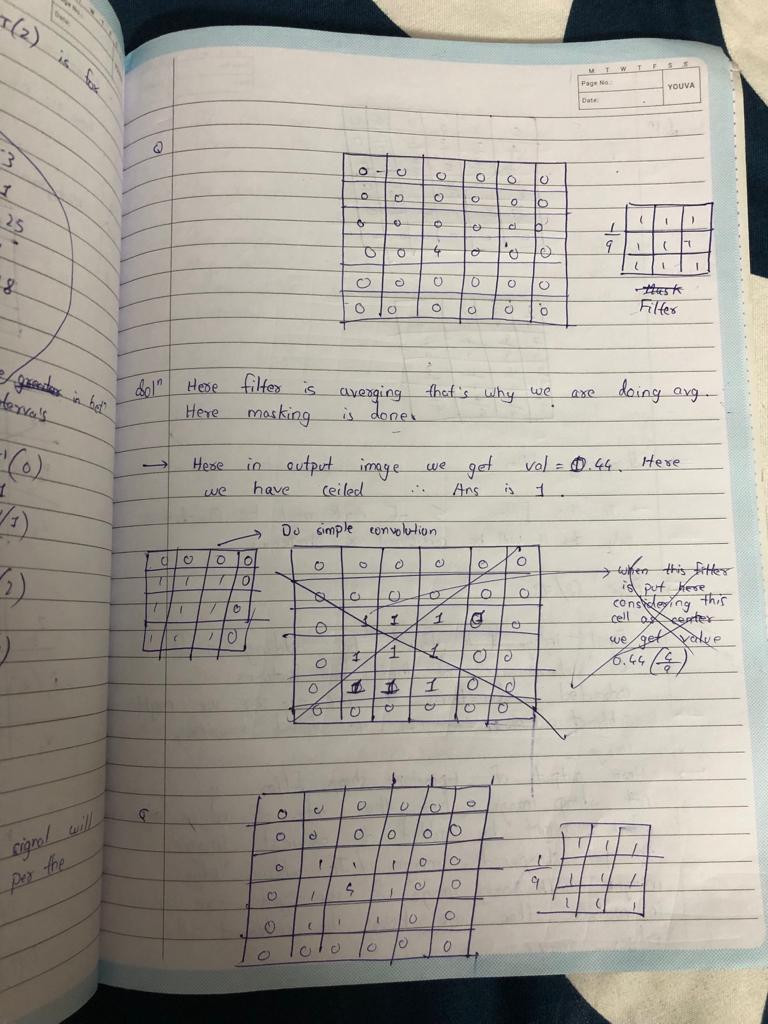 I(2) is for
3
1
25
8
in both
intervals
(0)
1
/1)
/2)
signal will
per the
M T W T F S S
Page No.:
Date:
YOUVA
Q
0 0 0 0 0 0
0 0 0 0 0 0
0 0 0 0 0 0
0 0 4 0 0 0
0 0 0 0 0 0
0 0 0 0 0 0
1 1 1
1/9 1 1 1
1 1 1
Mask
Filter
Solⁿ Here filter is averging that's why we are doing avg.
Here masking is done.
→ Here in output image we get val = 0.44. Here
we have ceiled ∴ Ans is 1.
→ Do simple convolution
0 0 0 0
1 1 1 0
1 1 1 0
1 1 1 0
0 0 0 0 0 0
0 0 0 0 0 0
0 1 1 1 0 0
0 1 1 1 0 0
0 1 1 1 0 0
0 0 0 0 0 0
→ when this filter
is put here
considering this
cell as center
we get value
0.44 (4/9)
Q
0 0 0 0 0 0
0 0 0 0 0 0
0 1 1 1 0 0
0 1 1 0 0
0 1 1 1 0 0
0 0 0 0 0 0
1 1 1
1/9 1 1 1
1 1 1